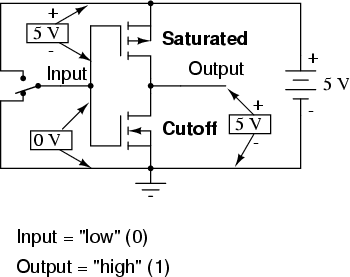 +
5 V
-
Saturated
Input
Output
+
5 V
-
+
5 V
-
0 V
Cutoff
Input = "low" (0)
Output = "high" (1)